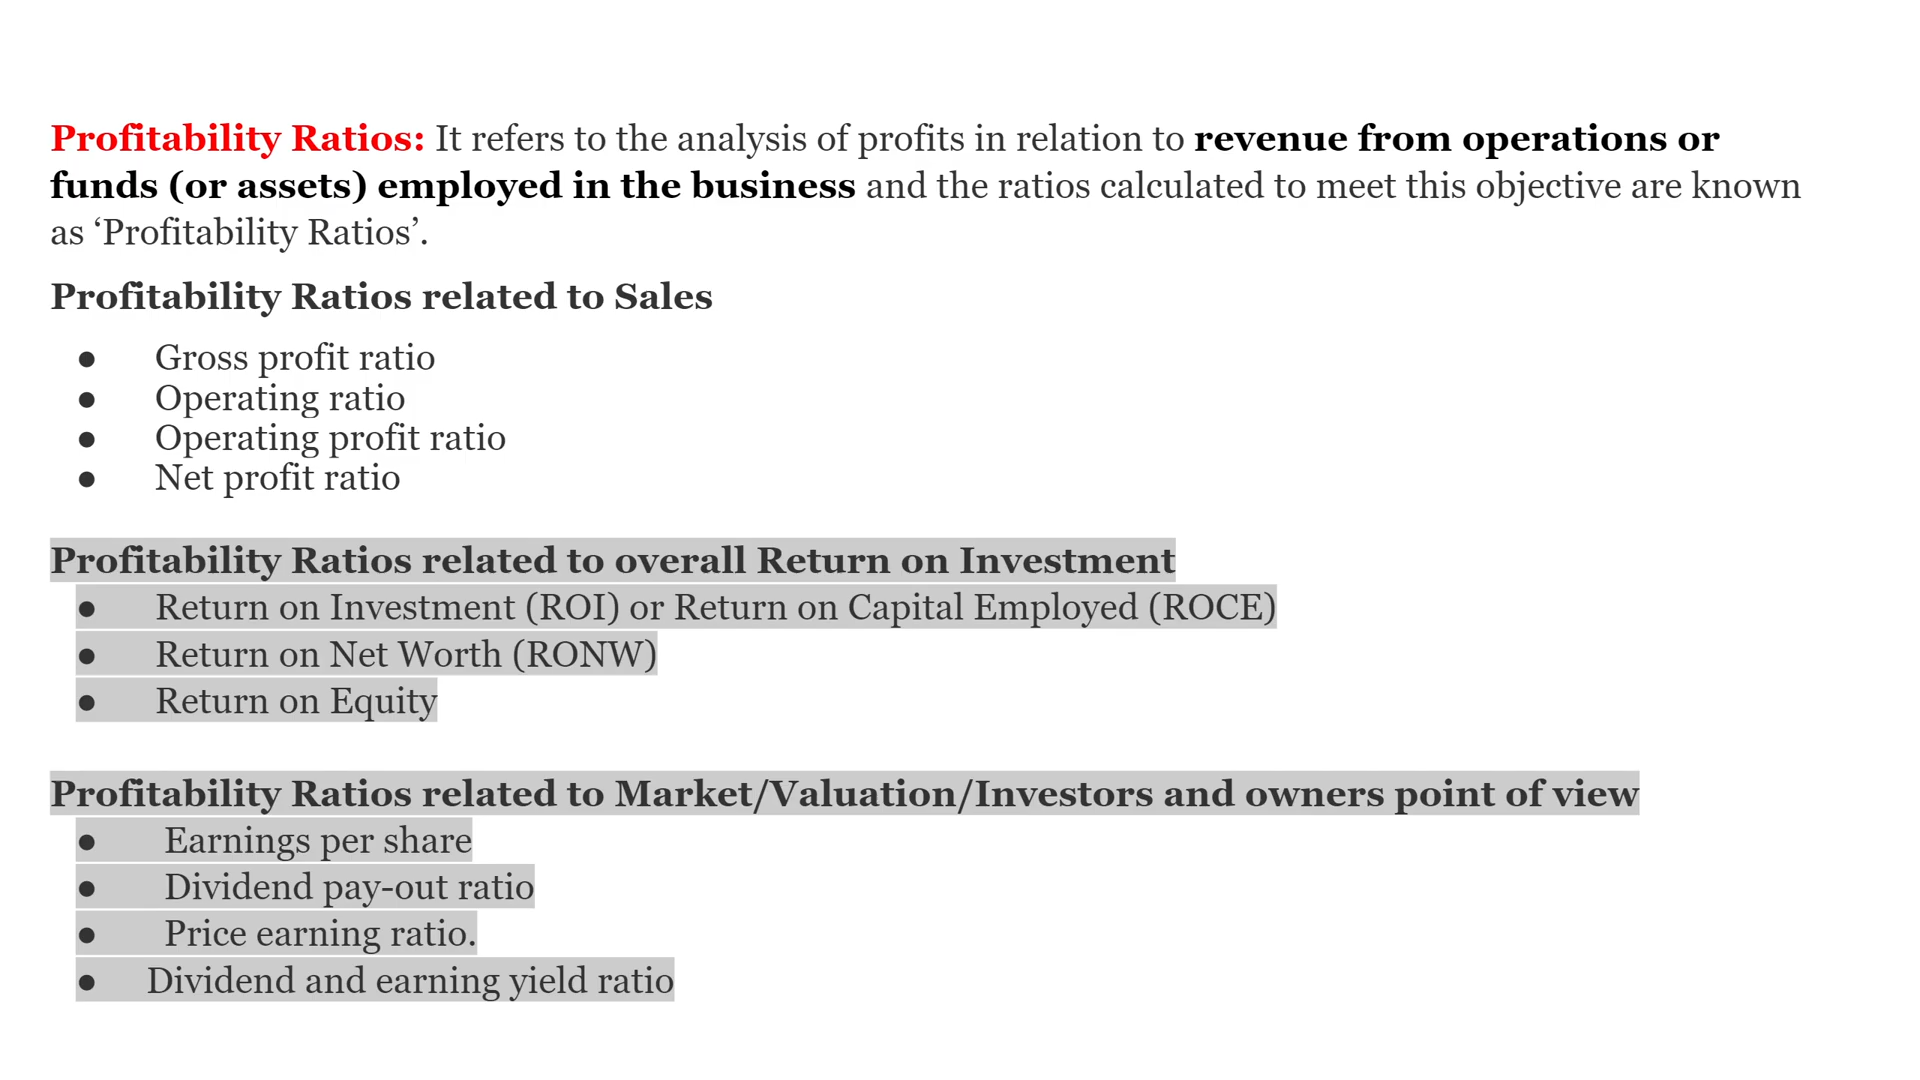 Profitability Ratios: It refers to the analysis of profits in relation to revenue from operations or
funds (or assets) employed in the business and the ratios calculated to meet this objective are known
as ‘Profitability Ratios’.
Profitability Ratios related to Sales
● Gross profit ratio
● Operating ratio
● Operating profit ratio
● Net profit ratio
Profitability Ratios related to overall Return on Investment
● Return on Investment (ROI) or Return on Capital Employed (ROCE)
● Return on Net Worth (RONW)
● Return on Equity
Profitability Ratios related to Market/Valuation/Investors and owners point of view
● Earnings per share
● Dividend pay-out ratio
● Price earning ratio.
● Dividend and earning yield ratio